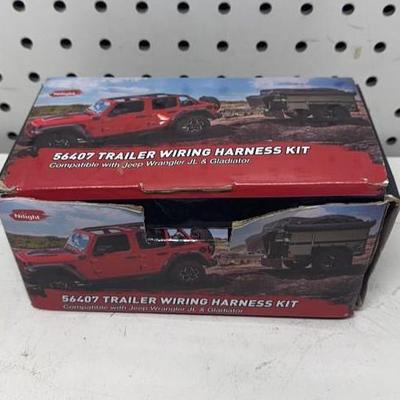 Nilight
56407 TRAILER WIRING HARNESS KIT
Compatible with Jeep Wrangler JL & Gladiator
Nilight
56407 TRAILER WIRING HARNESS KIT
Compatible with Jeep Wrangler JL & Gladiator